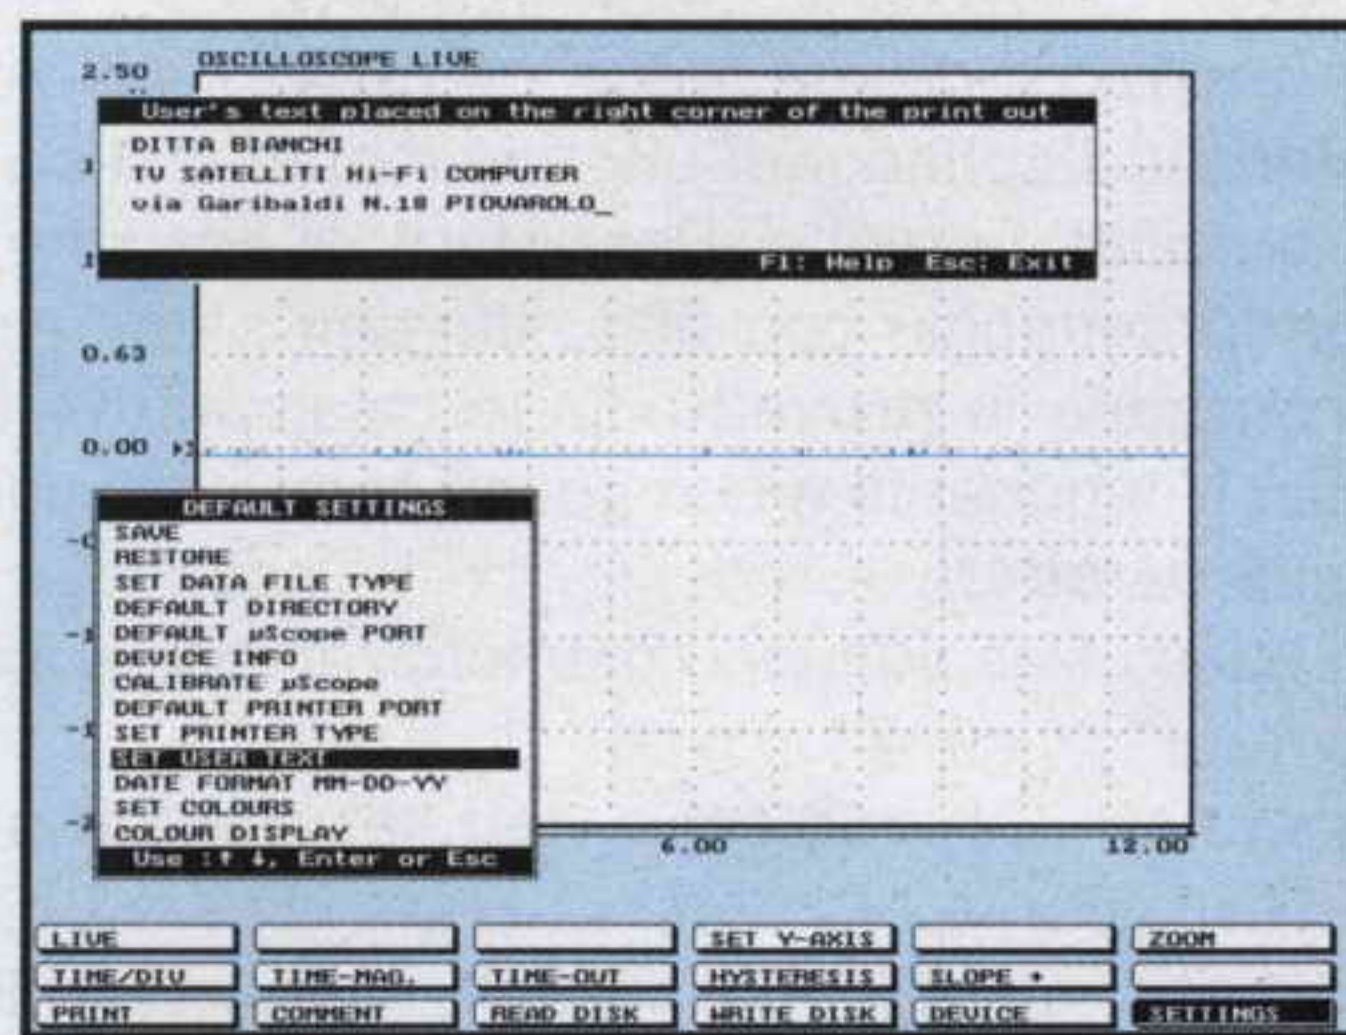 OSCILLOSCOPE LIVE
2.50
User's text placed on the right corner of the print out
DITTA BIANCHI
TV SATELLITI Hi-Fi COMPUTER
via Garibaldi N.18 PIOVAROLO_
F1: Help Esc: Exit
0.63
0.00
DEFAULT SETTINGS
SAVE
RESTORE
SET DATA FILE TYPE
DEFAULT DIRECTORY
DEFAULT µScope PORT
DEVICE INFO
CALIBRATE µScope
DEFAULT PRINTER PORT
SET PRINTER TYPE
SET USER TEXT
DATE FORMAT MM-DD-YY
SET COLOURS
COLOUR DISPLAY
Use :↑ ↓, Enter or Esc
6.00 12.00
LIVE SET Y-AXIS ZOOM
TIME/DIV TIME-MAG. TIME-OUT HYSTERESIS SLOPE +
PRINT COMMENT READ DISK WRITE DISK DEVICE SETTINGS